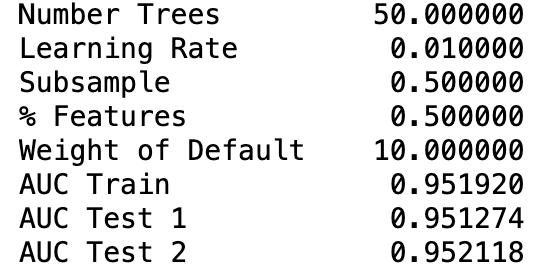 Number Trees 50.000000
Learning Rate 0.010000
Subsample 0.500000
% Features 0.500000
Weight of Default 10.000000
AUC Train 0.951920
AUC Test 1 0.951274
AUC Test 2 0.952118